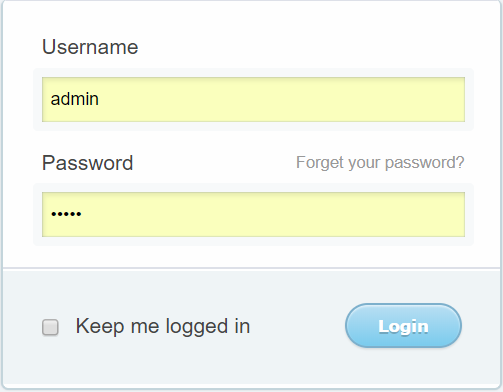 Username
admin
Password Forget your password?
•••••
Keep me logged in Login